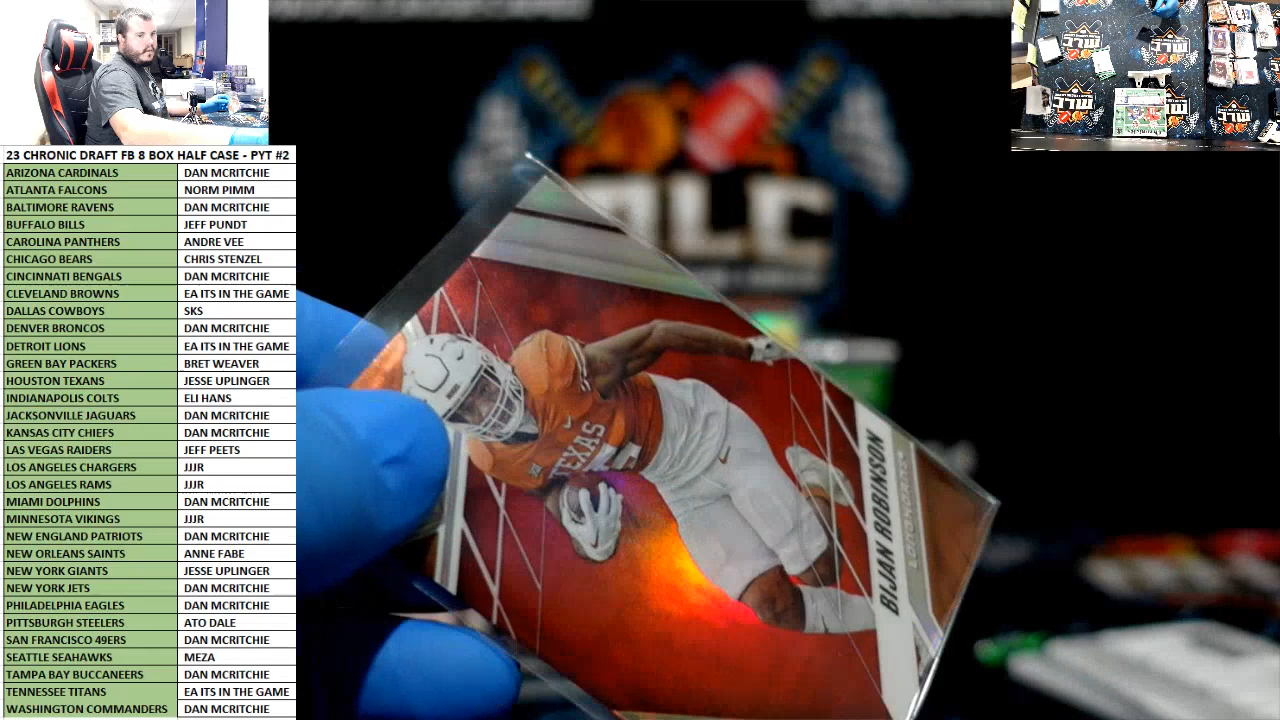 23 CHRONIC DRAFT FB 8 BOX HALF CASE - PYT #2
ARIZONA CARDINALS DAN MCRITCHIE
ATLANTA FALCONS NORM PIMM
BALTIMORE RAVENS DAN MCRITCHIE
BUFFALO BILLS JEFF PUNDT
CAROLINA PANTHERS ANDRE VEE
CHICAGO BEARS CHRIS STENZEL
CINCINNATI BENGALS DAN MCRITCHIE
CLEVELAND BROWNS EA ITS IN THE GAME
DALLAS COWBOYS SKS
DENVER BRONCOS DAN MCRITCHIE
DETROIT LIONS EA ITS IN THE GAME
GREEN BAY PACKERS BRET WEAVER
HOUSTON TEXANS JESSE UPLINGER
INDIANAPOLIS COLTS ELI HANS
JACKSONVILLE JAGUARS DAN MCRITCHIE
KANSAS CITY CHIEFS DAN MCRITCHIE
LAS VEGAS RAIDERS JEFF PEETS
LOS ANGELES CHARGERS JJJR
LOS ANGELES RAMS JJJR
MIAMI DOLPHINS DAN MCRITCHIE
MINNESOTA VIKINGS JJJR
NEW ENGLAND PATRIOTS DAN MCRITCHIE
NEW ORLEANS SAINTS ANNE FABE
NEW YORK GIANTS JESSE UPLINGER
NEW YORK JETS DAN MCRITCHIE
PHILADELPHIA EAGLES DAN MCRITCHIE
PITTSBURGH STEELERS ATO DALE
SAN FRANCISCO 49ERS DAN MCRITCHIE
SEATTLE SEAHAWKS MEZA
TAMPA BAY BUCCANEERS DAN MCRITCHIE
TENNESSEE TITANS EA ITS IN THE GAME
WASHINGTON COMMANDERS DAN MCRITCHIE
TEXAS
BIJAN ROBINSON
LONGHORNS